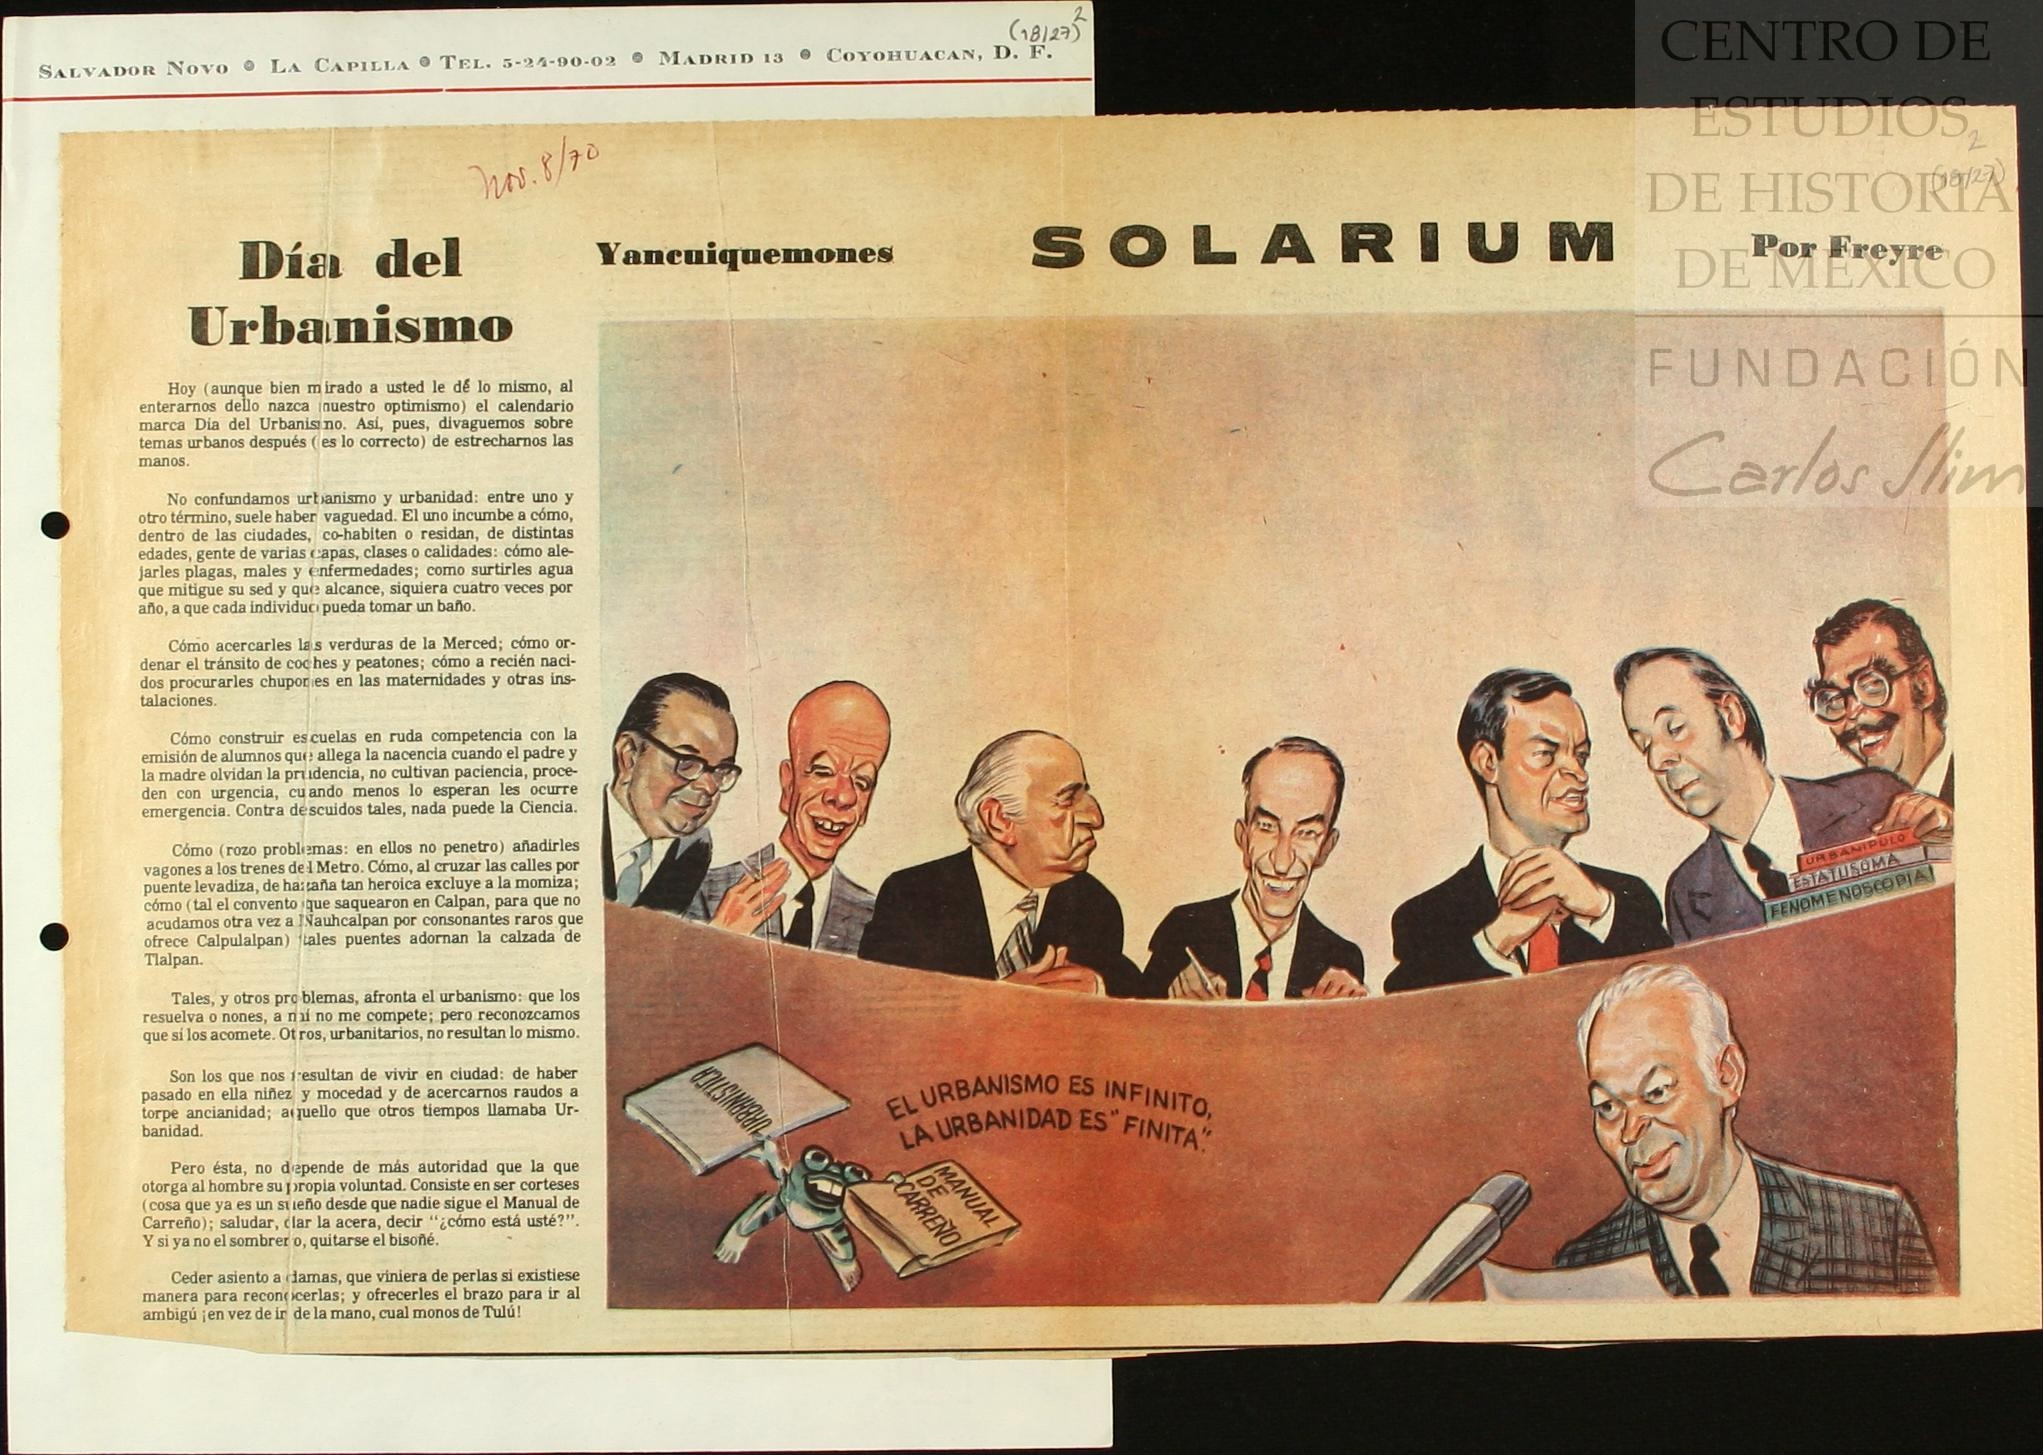 (18/27)²
SALVADOR NOVO ● LA CAPILLA ● TEL. 5-24-90-02 ● MADRID 13 ● COYOHUACAN, D. F.
CENTRO DE
ESTUDIOS
DE HISTORIA
DE MÉXICO
FUNDACIÓN
Carlos Slim
2
(18/27)
Nov. 8/70
Día del
Urbanismo
Hoy (aunque bien mirado a usted le dé lo mismo, al
enterarnos dello nazca nuestro optimismo) el calendario
marca Día del Urbanismo. Así, pues, divaguemos sobre
temas urbanos después (es lo correcto) de estrecharnos las
manos.
No confundamos urbanismo y urbanidad: entre uno y
otro término, suele haber vaguedad. El uno incumbe a cómo,
dentro de las ciudades, co-habiten o residan, de distintas
edades, gente de varias capas, clases o calidades: cómo ale-
jarles plagas, males y enfermedades; como surtirles agua
que mitigue su sed y que alcance, siquiera cuatro veces por
año, a que cada individuo pueda tomar un baño.
Cómo acercarles las verduras de la Merced; cómo or-
denar el tránsito de coches y peatones; cómo a recién naci-
dos procurarles chupones en las maternidades y otras ins-
talaciones.
Cómo construir escuelas en ruda competencia con la
emisión de alumnos que allega la nacencia cuando el padre y
la madre olvidan la prudencia, no cultivan paciencia, proce-
den con urgencia, cuando menos lo esperan les ocurre
emergencia. Contra descuidos tales, nada puede la Ciencia.
Cómo (rozo problemas: en ellos no penetro) añadirles
vagones a los trenes del Metro. Cómo, al cruzar las calles por
puente levadiza, de hazaña tan heroica excluye a la momiza;
cómo (tal el convento que saquearon en Calpan, para que no
acudamos otra vez a Nauhcalpan por consonantes raros que
ofrece Calpulalpan) tales puentes adornan la calzada de
Tlalpan.
Tales, y otros problemas, afronta el urbanismo: que los
resuelva o nones, a mí no me compete; pero reconozcamos
que sí los acomete. Otros, urbanitarios, no resultan lo mismo.
Son los que nos resultan de vivir en ciudad: de haber
pasado en ella niñez y mocedad y de acercarnos raudos a
torpe ancianidad; aquello que otros tiempos llamaba Ur-
banidad.
Pero ésta, no depende de más autoridad que la que
otorga al hombre su propia voluntad. Consiste en ser corteses
(cosa que ya es un sueño desde que nadie sigue el Manual de
Carreño); saludar, dar la acera, decir "¿cómo está usté?".
Y si ya no el sombrero, quitarse el bisoñé.
Ceder asiento a damas, que viniera de perlas si existiese
manera para reconocerlas; y ofrecerles el brazo para ir al
ambigú ¡en vez de ir de la mano, cual monos de Tulú!
Yancuiquemones
SOLARIUM
Por Freyre
URBANIPULO
ESTATUSOMA
FENOMENOSCOPIA
URBANISTICA
EL URBANISMO ES INFINITO,
LA URBANIDAD ES "FINITA".
MANUAL
DE
CARREÑO